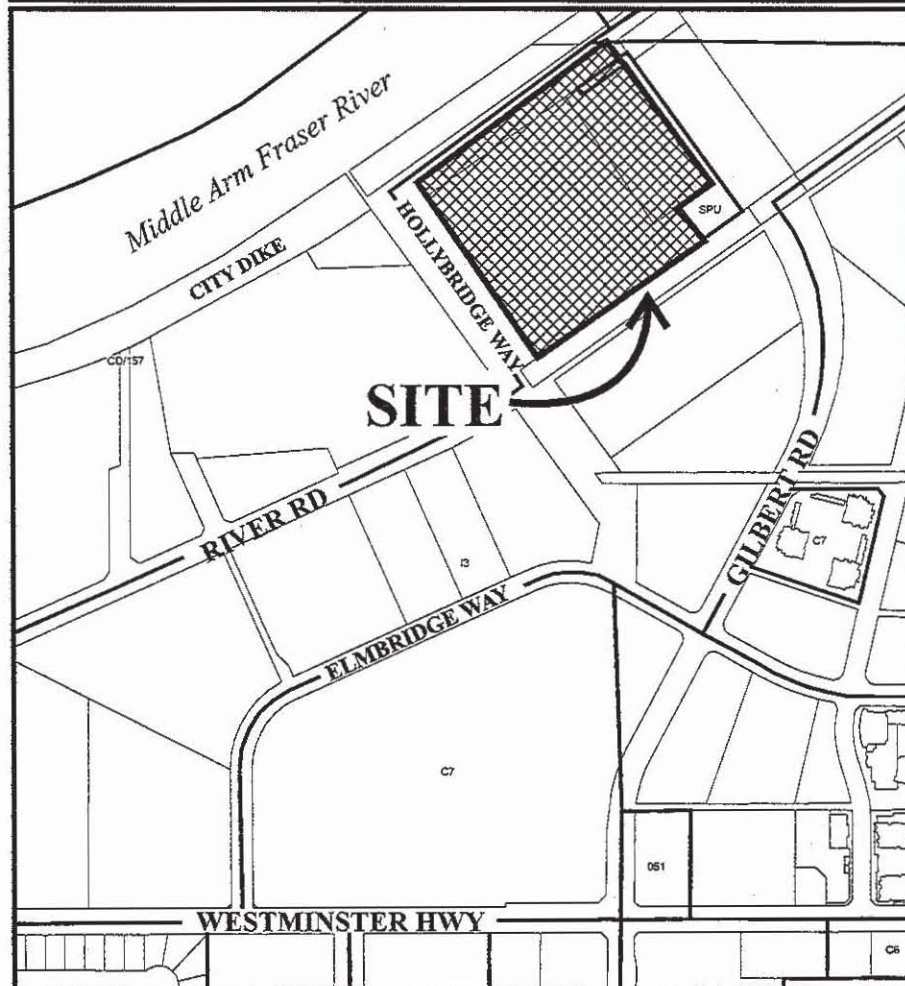 Middle Arm Fraser River
CITY DIKE
HOLLYBRIDGE WAY
SPU
CD/157
SITE
RIVER RD
GILBERT RD
C7
I3
ELMBRIDGE WAY
C7
051
WESTMINSTER HWY
C6